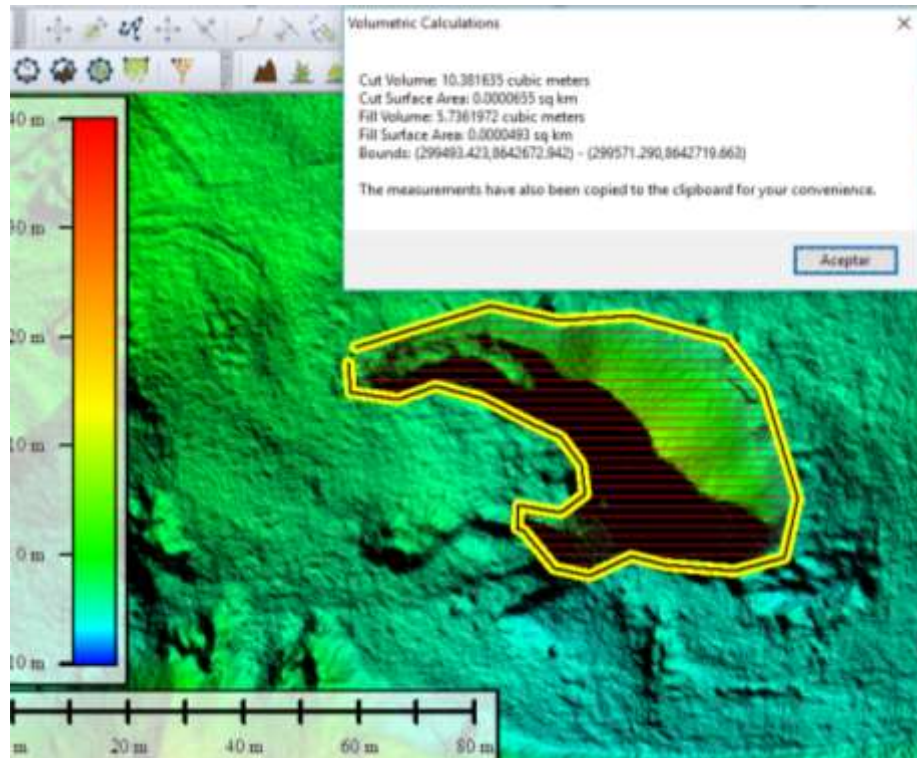 Volumetric Calculations
Cut Volume: 10.381635 cubic meters
Cut Surface Area: 0.0000655 sq km
Fill Volume: 5.7361972 cubic meters
Fill Surface Area: 0.0000493 sq km
Bounds: (299493.423,8642672.942) - (299571.290,8642719.663)
The measurements have also been copied to the clipboard for your convenience.
Aceptar
40 m
30 m
20 m
10 m
0 m
10 m
m 20 m 40 m 60 m 80 m